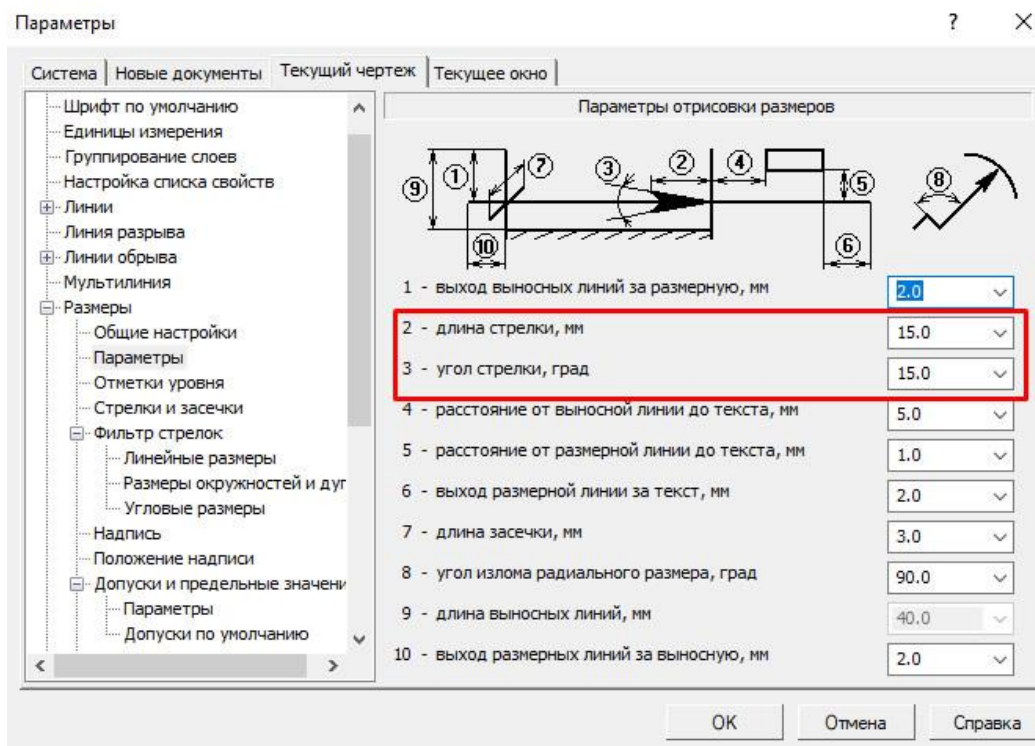 Параметры
?
Система
Новые документы
Текущий чертеж
Текущее окно
Шрифт по умолчанию
Единицы измерения
Группирование слоев
Настройка списка свойств
Линии
Линия разрыва
Линии обрыва
Мультилиния
Размеры
Общие настройки
Параметры
Отметки уровня
Стрелки и засечки
Фильтр стрелок
Линейные размеры
Размеры окружностей и дуг
Угловые размеры
Надпись
Положение надписи
Допуски и предельные значени
Параметры
Допуски по умолчанию
Параметры отрисовки размеров
9 1 7 3 2 4 5 8
10 6
1 - выход выносных линий за размерную, мм 2.0
2 - длина стрелки, мм 15.0
3 - угол стрелки, град 15.0
4 - расстояние от выносной линии до текста, мм 5.0
5 - расстояние от размерной линии до текста, мм 1.0
6 - выход размерной линии за текст, мм 2.0
7 - длина засечки, мм 3.0
8 - угол излома радиального размера, град 90.0
9 - длина выносных линий, мм 40.0
10 - выход размерных линий за выносную, мм 2.0
OK Отмена Справка